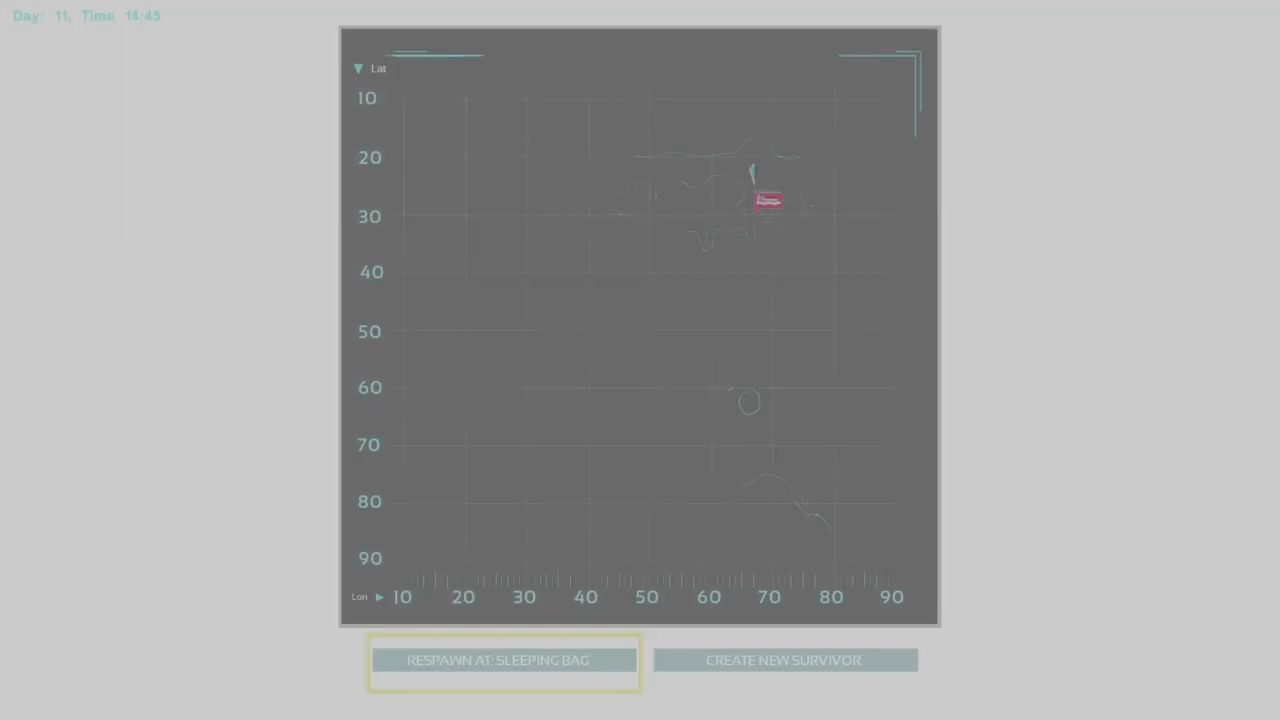 Day: 11, Time 14:45
Lat
10
20
30
40
50
60
70
80
90
Lon 10 20 30 40 50 60 70 80 90
RESPAWN AT: SLEEPING BAG CREATE NEW SURVIVOR